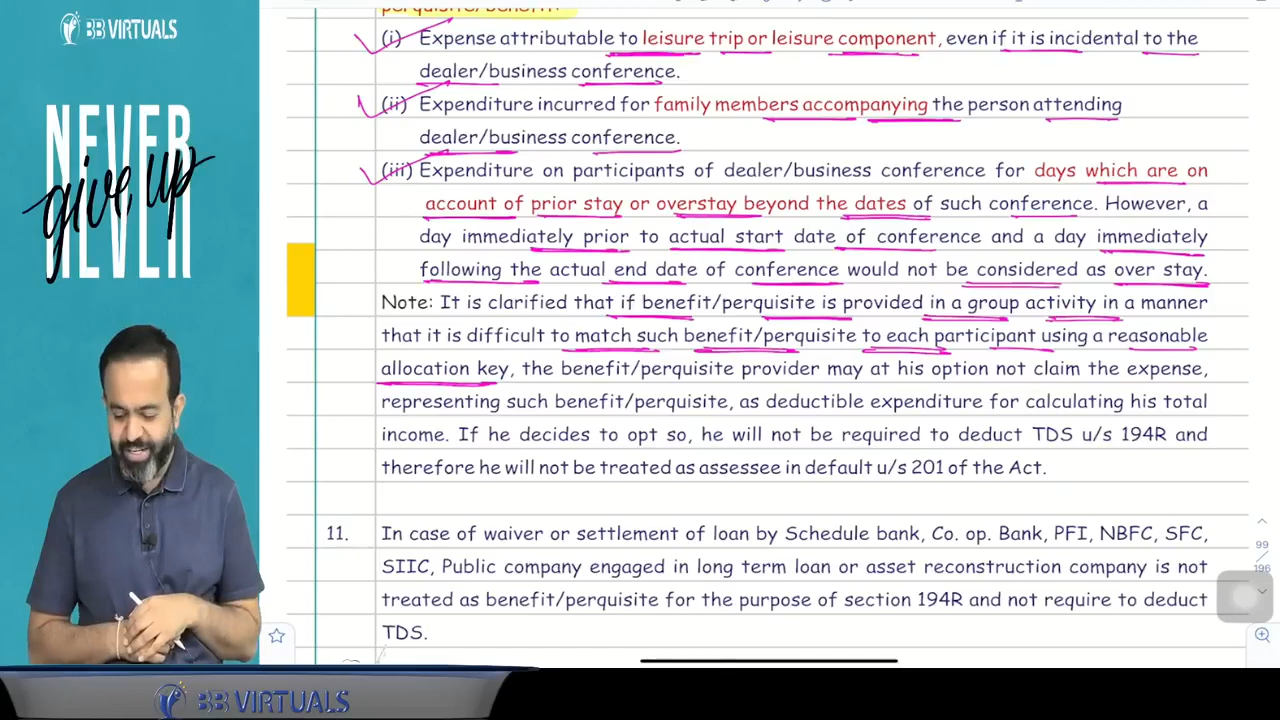 BB VIRTUALS
NEVER
give up
NEVER
perquisite/benefit:
(i) Expense attributable to leisure trip or leisure component, even if it is incidental to the
dealer/business conference.
(ii) Expenditure incurred for family members accompanying the person attending
dealer/business conference.
(iii) Expenditure on participants of dealer/business conference for days which are on
account of prior stay or overstay beyond the dates of such conference. However, a
day immediately prior to actual start date of conference and a day immediately
following the actual end date of conference would not be considered as over stay.
Note: It is clarified that if benefit/perquisite is provided in a group activity in a manner
that it is difficult to match such benefit/perquisite to each participant using a reasonable
allocation key, the benefit/perquisite provider may at his option not claim the expense,
representing such benefit/perquisite, as deductible expenditure for calculating his total
income. If he decides to opt so, he will not be required to deduct TDS u/s 194R and
therefore he will not be treated as assessee in default u/s 201 of the Act.
11. In case of waiver or settlement of loan by Schedule bank, Co. op. Bank, PFI, NBFC, SFC,
SIIC, Public company engaged in long term loan or asset reconstruction company is not
treated as benefit/perquisite for the purpose of section 194R and not require to deduct
TDS.
99
196
BB VIRTUALS